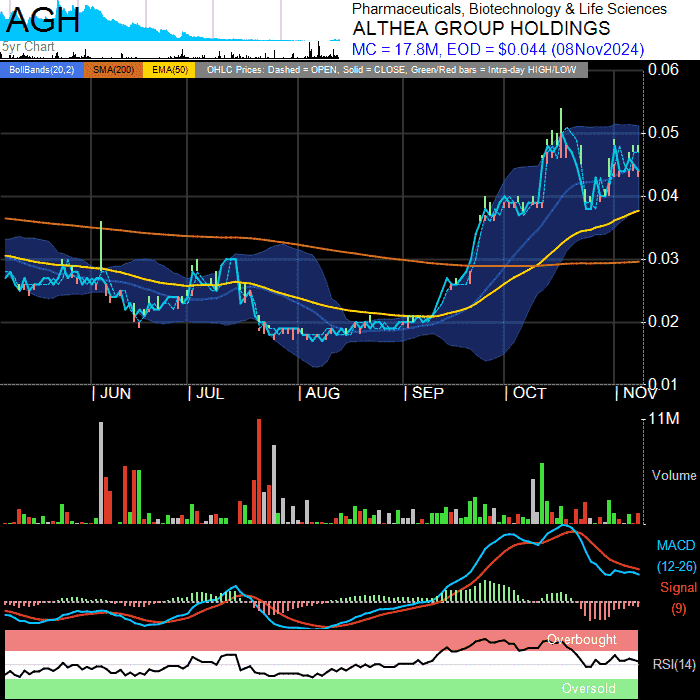 AGH
5yr Chart
Pharmaceuticals, Biotechnology & Life Sciences
ALTHEA GROUP HOLDINGS
MC = 17.8M, EOD = $0.044 (08Nov2024)
BollBands(20,2) SMA(200) EMA(50) OHLC Prices: Dashed = OPEN, Solid = CLOSE, Green/Red bars = Intra-day HIGH/LOW
0.06
0.05
0.04
0.03
0.02
0.01
JUN JUL AUG SEP OCT NOV
11M
Volume
MACD
(12-26)
Signal
(9)
Overbought
RSI(14)
Oversold